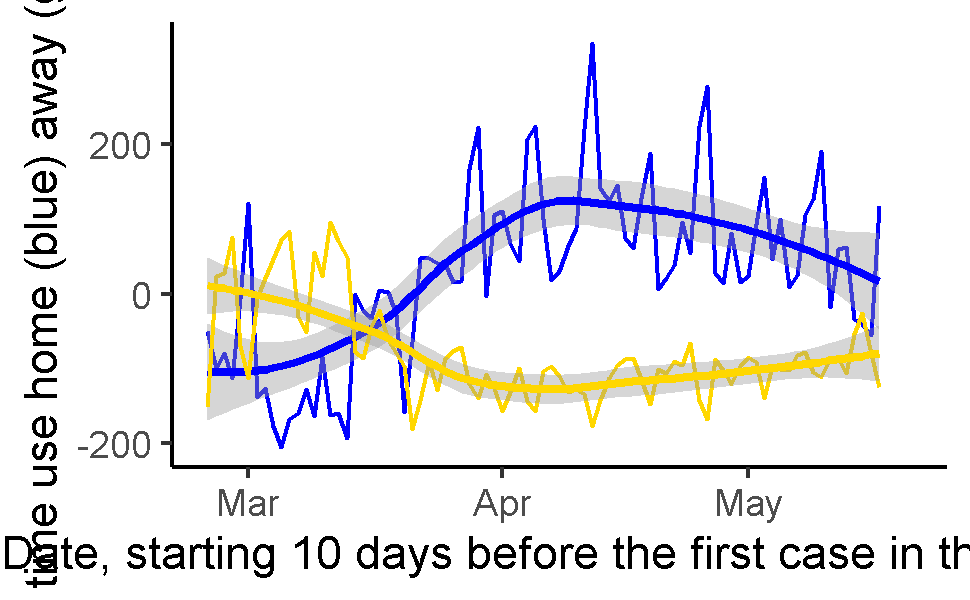 time use home (blue) away (
200
0
-200
Mar Apr May
Date, starting 10 days before the first case in th